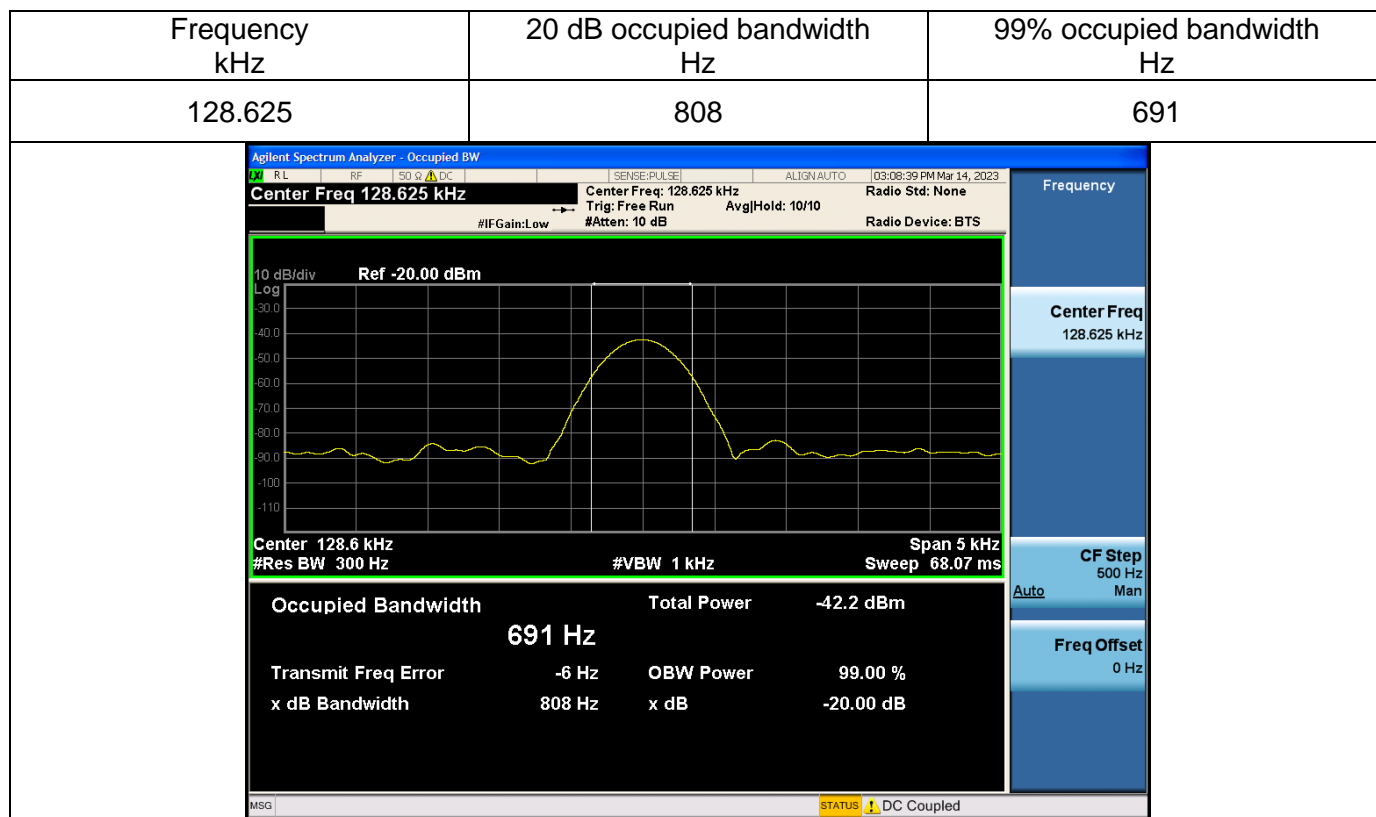 Frequency kHz
20 dB occupied bandwidth Hz
99% occupied bandwidth Hz
128.625
808
691
Agilent Spectrum Analyzer - Occupied BW
LXI RL RF 50 Ω DC SENSE:PULSE ALIGN AUTO 03:08:39 PM Mar 14, 2023
Center Freq 128.625 kHz
Center Freq: 128.625 kHz
Radio Std: None
Trig: Free Run Avg|Hold: 10/10
#IFGain:Low
#Atten: 10 dB
Radio Device: BTS
10 dB/div Ref -20.00 dBm
Log
-30.0
-40.0
-50.0
-60.0
-70.0
-80.0
-90.0
-100
-110
Center 128.6 kHz Span 5 kHz
#Res BW 300 Hz #VBW 1 kHz Sweep 68.07 ms
Occupied Bandwidth Total Power -42.2 dBm
691 Hz
Transmit Freq Error -6 Hz OBW Power 99.00 %
x dB Bandwidth 808 Hz x dB -20.00 dB
Frequency
Center Freq
128.625 kHz
CF Step
500 Hz
Auto Man
Freq Offset
0 Hz
MSG STATUS DC Coupled